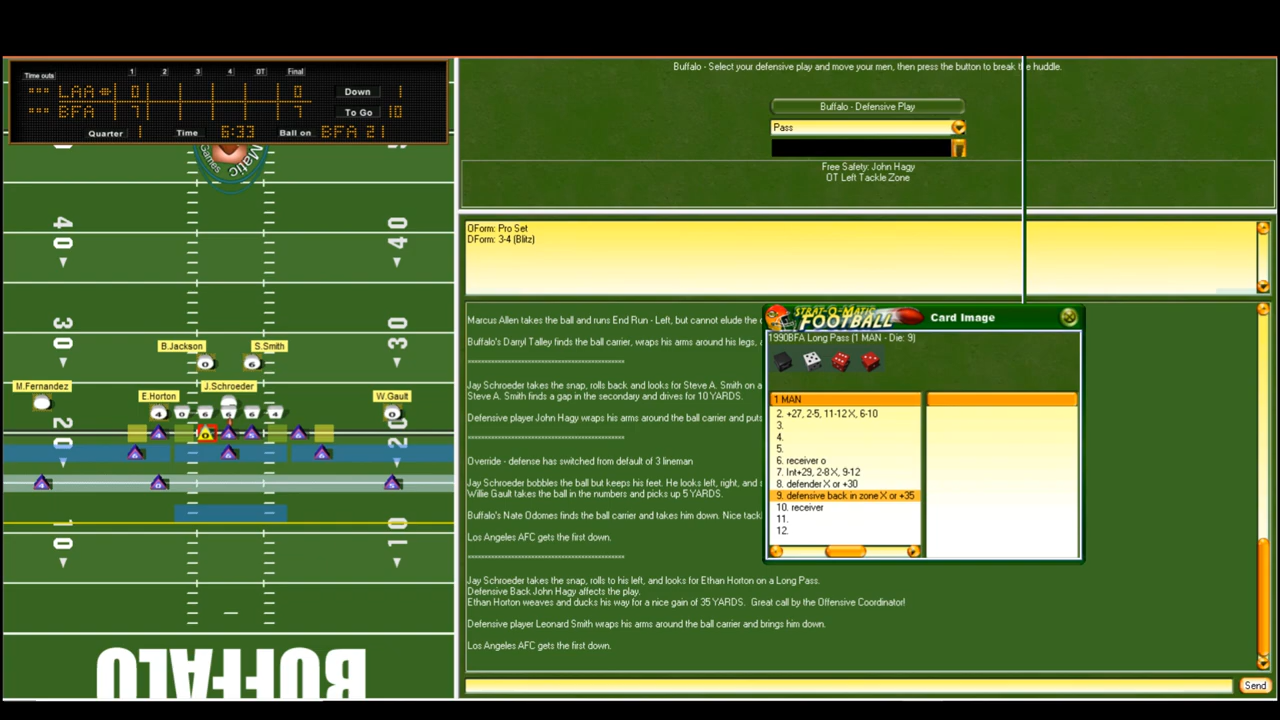 Time outs 1 2 3 4 OT Final
LAA 0 0 Down 1
BFA 7 7 To Go 10
Quarter 1 Time 6:33 Ball on BFA 21
Games Matic
40 40
30 30
B.Jackson S.Smith
0 6
M.Fernandez E.Horton J.Schroeder W.Gault
20 20
10 10
BUFFALO
Buffalo - Select your defensive play and move your men, then press the button to break the huddle.
Buffalo - Defensive Play
Pass
Free Safety: John Hagy
OT Left Tackle Zone
OForm: Pro Set
DForm: 3-4 (Blitz)
Marcus Allen takes the ball and runs End Run - Left, but cannot elude the
Buffalo's Darryl Talley finds the ball carrier, wraps his arms around his legs,
==============================================
Jay Schroeder takes the snap, rolls back and looks for Steve A. Smith on a
Steve A. Smith finds a gap in the seconday and drives for 10 YARDS.
Defensive player John Hagy wraps his arms around the ball carrier and puts
==============================================
Override - defense has switched from default of 3 lineman
Jay Schroeder bobbles the ball but keeps his feet. He looks left, right, and
Willie Gault takes the ball in the numbers and picks up 5 YARDS.
Buffalo's Nate Odomes finds the ball carrier and takes him down. Nice
Los Angeles AFC gets the first down.
==============================================
Jay Schroeder takes the snap, rolls to his left, and looks for Ethan Horton on a Long Pass.
Defensive Back John Hagy affects the play.
Ethan Horton weaves and ducks his way for a nice gain of 35 YARDS. Great call by the Offensive Coordinator!
Defensive player Leonard Smith wraps his arms around the ball carrier and brings him down.
Los Angeles AFC gets the first down.
STRAT-O-MATIC
FOOTBALL
Card Image
1990BFA Long Pass (1 MAN - Die: 9)
1 MAN
2. +27, 2-5, 11-12 X, 6-10
3.
4.
5.
6. receiver o
7. Int+29, 2-8 X, 9-12
8. defender X or +30
9. defensive back in zone X or +35
10. receiver
11.
12.
Send